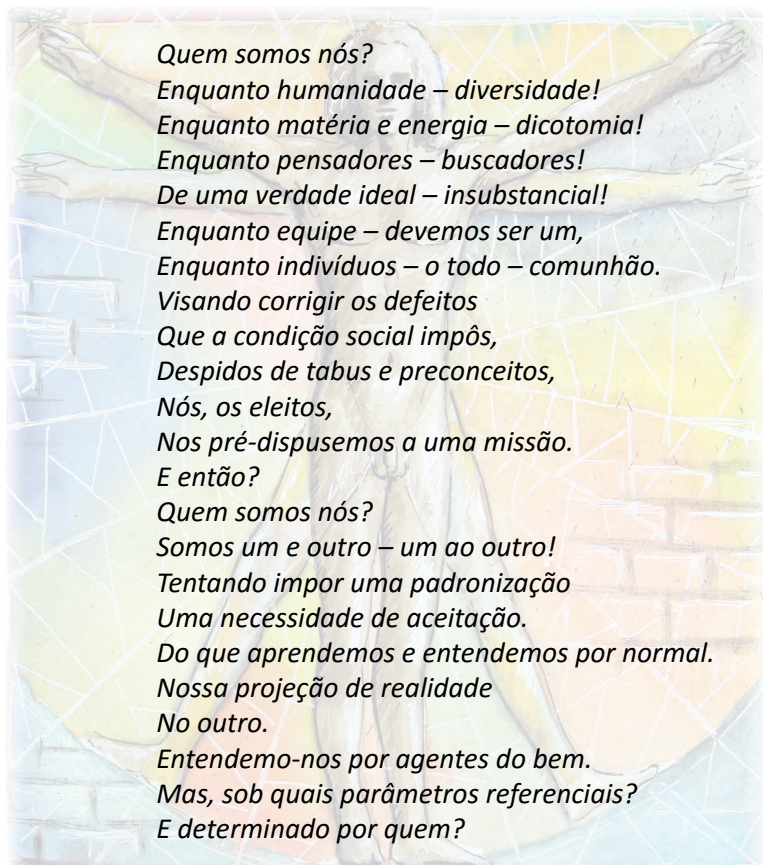 Quem somos nós?
Enquanto humanidade – diversidade!
Enquanto matéria e energia – dicotomia!
Enquanto pensadores – buscadores!
De uma verdade ideal – insubstancial!
Enquanto equipe – devemos ser um,
Enquanto indivíduos – o todo – comunhão.
Visando corrigir os defeitos
Que a condição social impôs,
Despidos de tabus e preconceitos,
Nós, os eleitos,
Nos pré-dispusemos a uma missão.
E então?
Quem somos nós?
Somos um e outro – um ao outro!
Tentando impor uma padronização
Uma necessidade de aceitação.
Do que aprendemos e entendemos por normal.
Nossa projeção de realidade
No outro.
Entendemo-nos por agentes do bem.
Mas, sob quais parâmetros referenciais?
E determinado por quem?